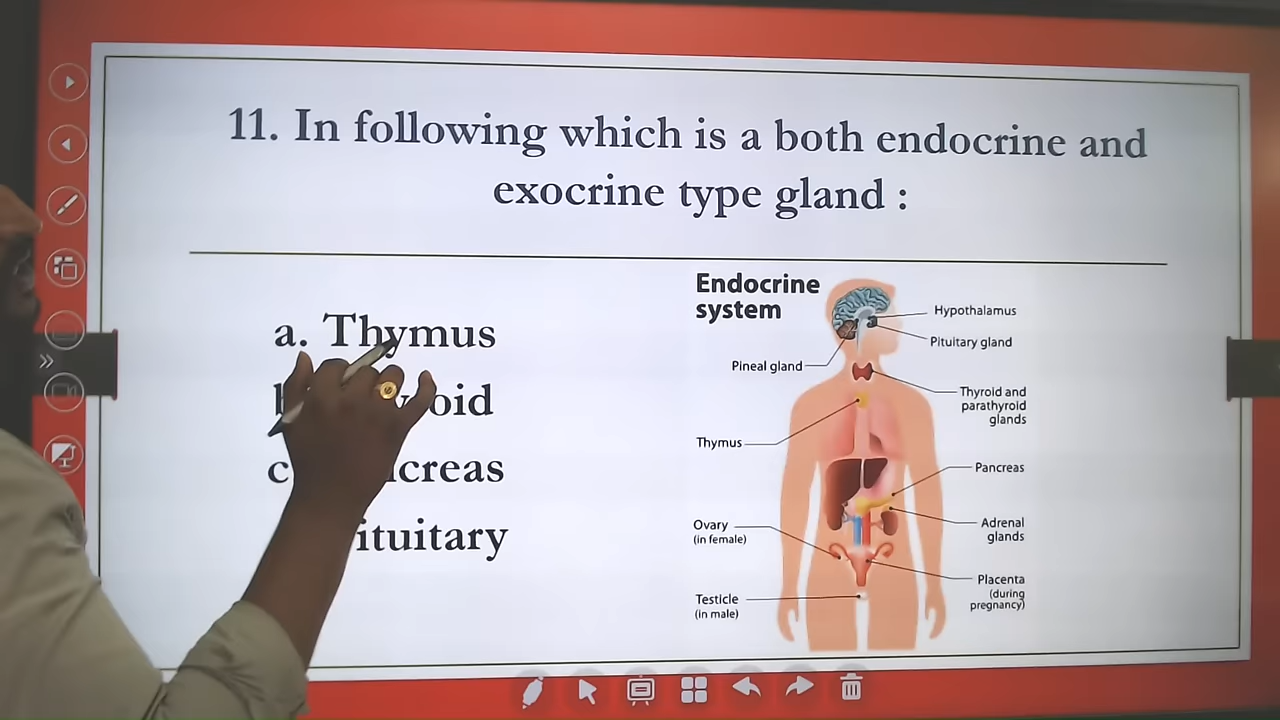 11. In following which is a both endocrine and
exocrine type gland :
a. Thymus
oid
c creas
ituitary
Endocrine
system
Hypothalamus
Pituitary gland
Pineal gland
Thyroid and
parathyroid
glands
Thymus
Pancreas
Ovary
(in female)
Adrenal
glands
Placenta
(during
pregnancy)
Testicle
(in male)